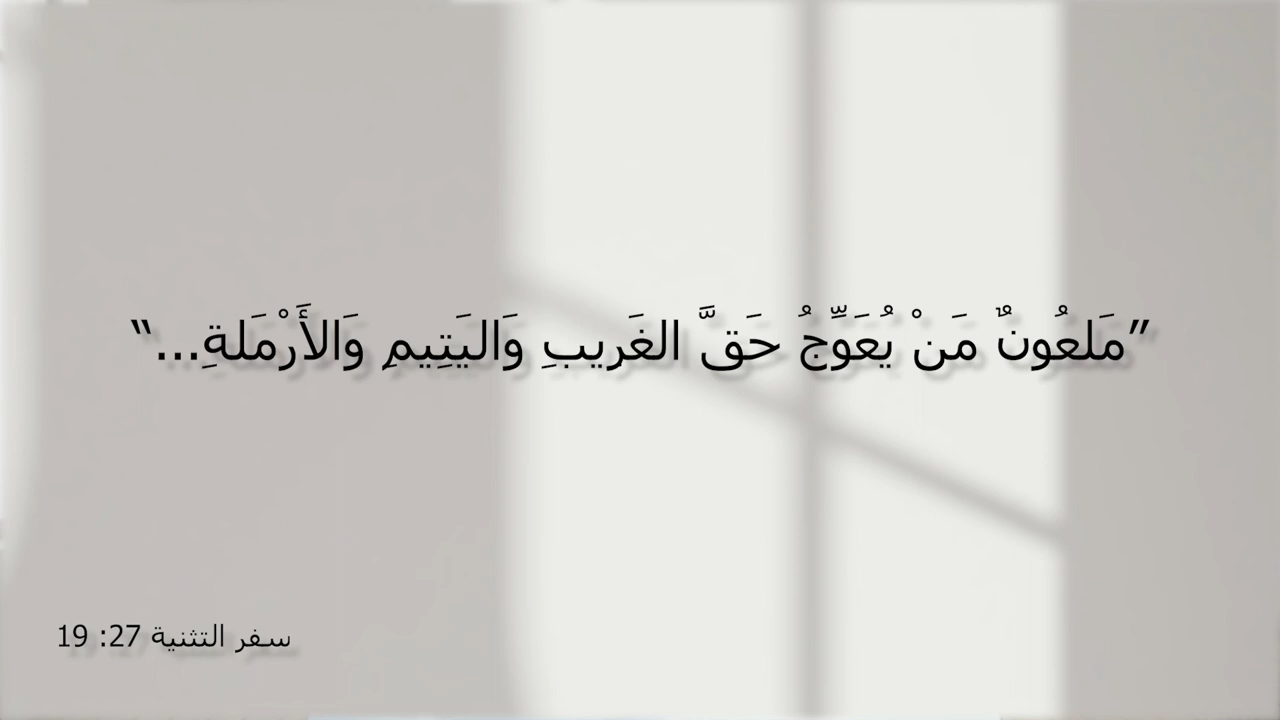 ”مَلعُونٌ مَنْ يُعَوِّجُ حَقَّ الغَرِيبِ وَاليَتِيمِ وَالأَرْمَلةِ...“
سفر التثنية 27: 19